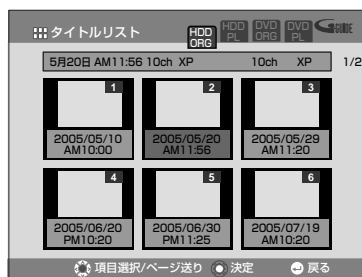 タイトルリスト
HDD ORG
HDD PL
DVD ORG
DVD PL
G GUIDE
5月20日 AM11:56 10ch XP 10ch XP 1/2
1 2 3
2005/05/10 2005/05/20 2005/05/29
AM10:00 AM11:56 AM11:20
4 5 6
2005/06/20 2005/06/30 2005/07/19
PM10:20 PM11:25 AM10:20
項目選択/ページ送り 決定 戻る